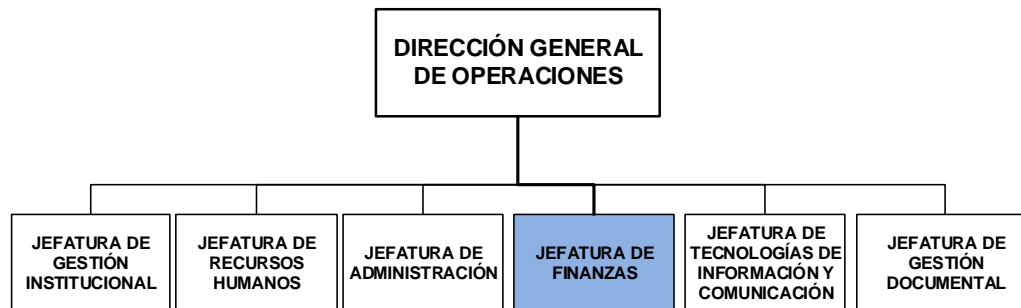 DIRECCIÓN GENERAL
DE OPERACIONES
JEFATURA DE
GESTIÓN
INSTITUCIONAL
JEFATURA DE
RECURSOS
HUMANOS
JEFATURA DE
ADMINISTRACIÓN
JEFATURA DE
FINANZAS
JEFATURA DE
TECNOLOGÍAS DE
INFORMACIÓN Y
COMUNICACIÓN
JEFATURA DE
GESTIÓN
DOCUMENTAL